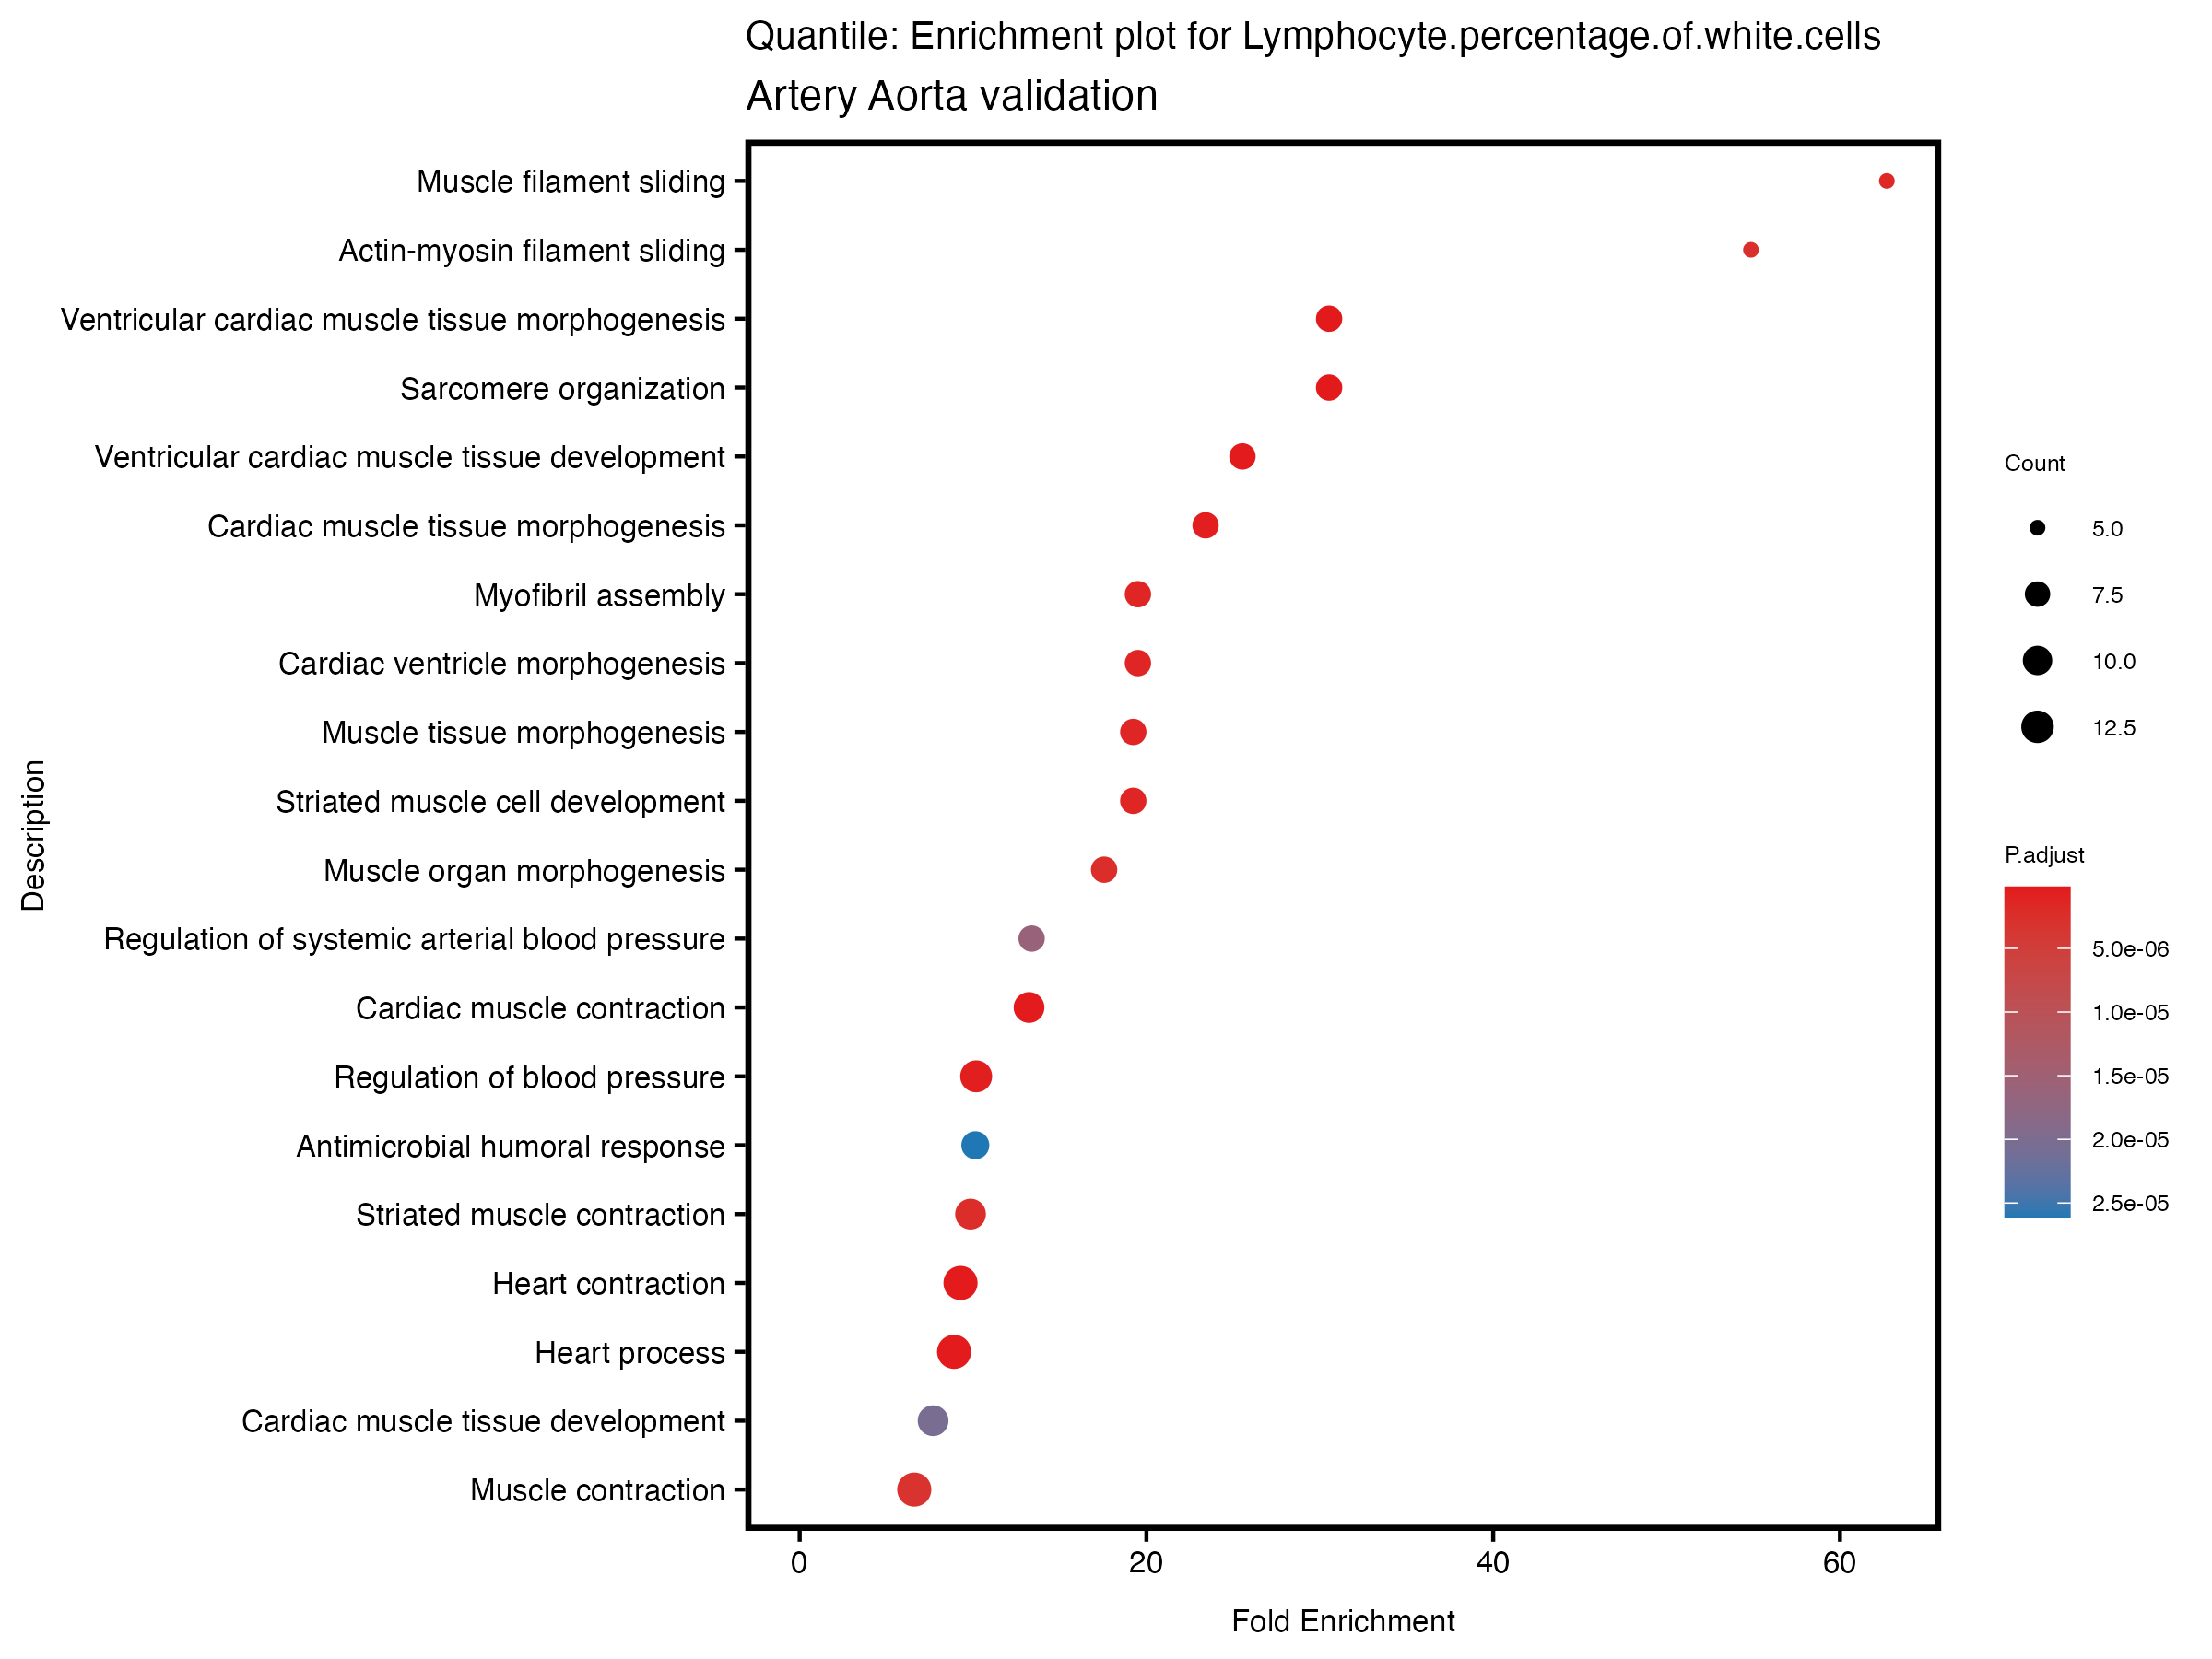 Quantile: Enrichment plot for Lymphocyte.percentage.of.white.cells
Artery Aorta validation
Description
Muscle filament sliding
Actin-myosin filament sliding
Ventricular cardiac muscle tissue morphogenesis
Sarcomere organization
Ventricular cardiac muscle tissue development
Cardiac muscle tissue morphogenesis
Myofibril assembly
Cardiac ventricle morphogenesis
Muscle tissue morphogenesis
Striated muscle cell development
Muscle organ morphogenesis
Regulation of systemic arterial blood pressure
Cardiac muscle contraction
Regulation of blood pressure
Antimicrobial humoral response
Striated muscle contraction
Heart contraction
Heart process
Cardiac muscle tissue development
Muscle contraction
0 20 40 60
Fold Enrichment
Count
5.0
7.5
10.0
12.5
P.adjust
5.0e-06
1.0e-05
1.5e-05
2.0e-05
2.5e-05